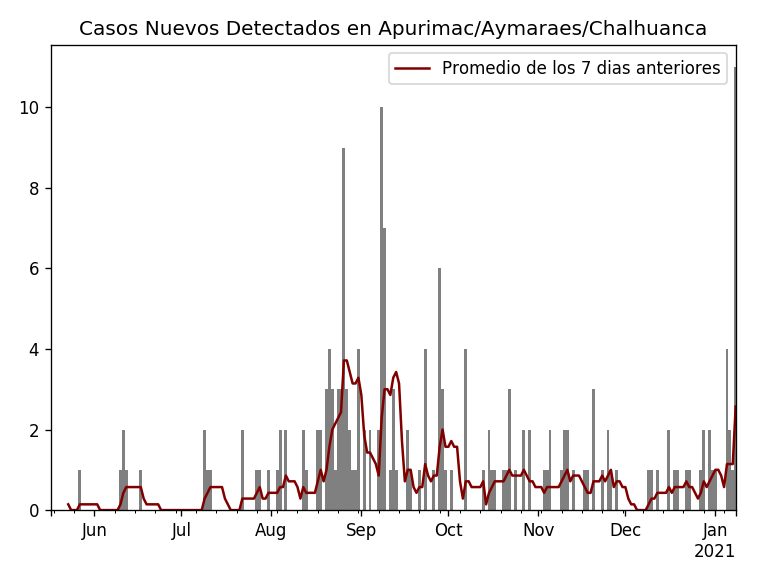 Casos Nuevos Detectados en Apurimac/Aymaraes/Chalhuanca
Promedio de los 7 dias anteriores
10
8
6
4
2
0
Jun Jul Aug Sep Oct Nov Dec Jan
2021